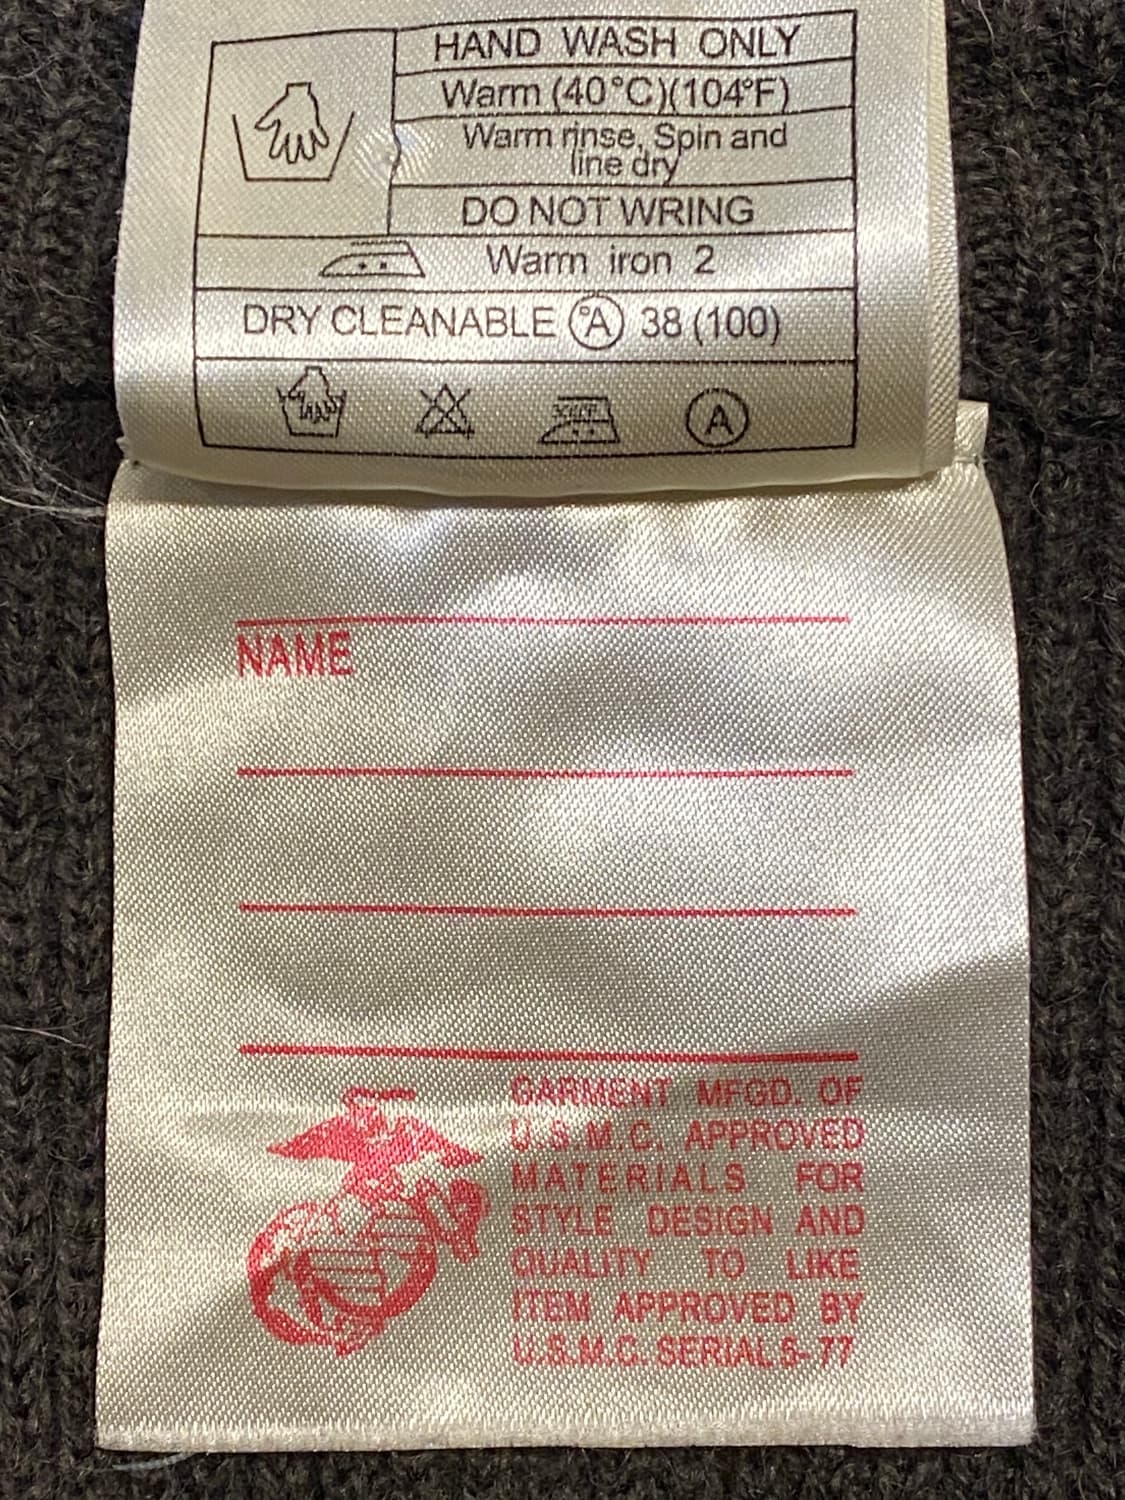 HAND WASH ONLY
Warm (40°C)(104°F)
Warm rinse, Spin and
line dry
DO NOT WRING
Warm iron 2
DRY CLEANABLE A 38 (100)
A
NAME
GARMENT MFGD. OF
U.S.M.C. APPROVED
MATERIALS FOR
STYLE DESIGN AND
QUALITY TO LIKE
ITEM APPROVED BY
U.S.M.C. SERIAL 5-77